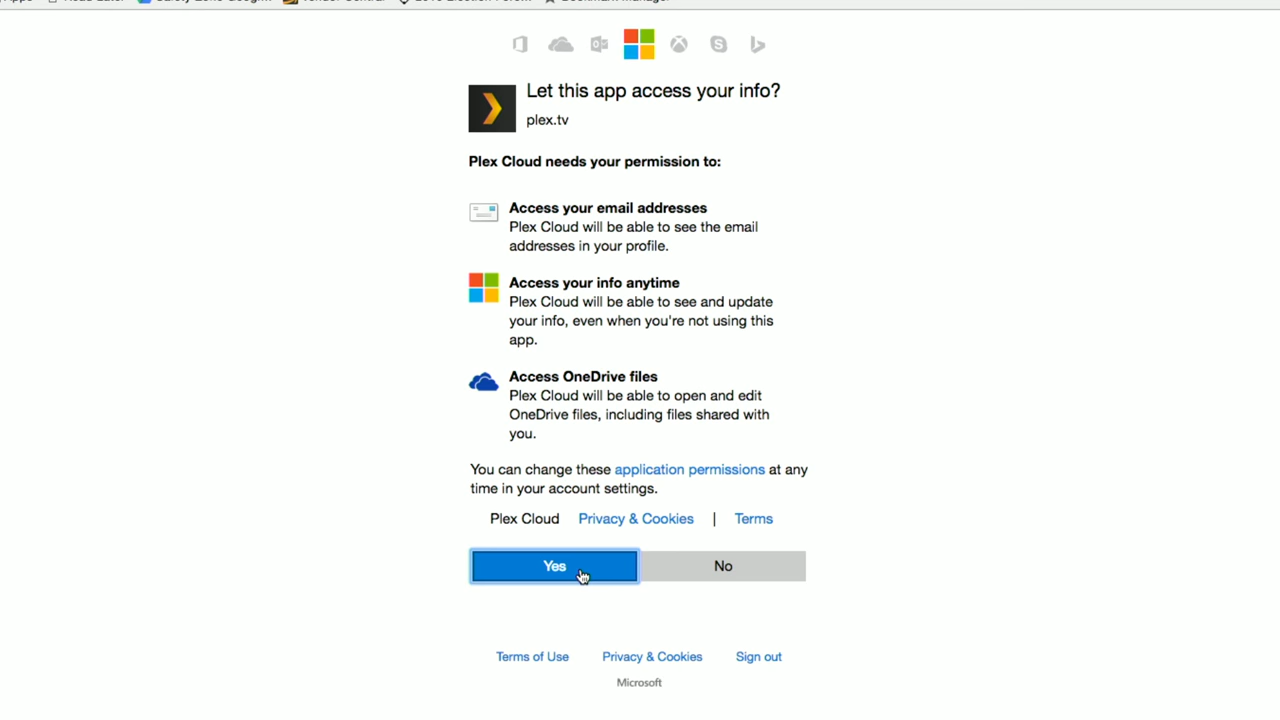 Let this app access your info?
plex.tv
Plex Cloud needs your permission to:
Access your email addresses
Plex Cloud will be able to see the email
addresses in your profile.
Access your info anytime
Plex Cloud will be able to see and update
your info, even when you're not using this
app.
Access OneDrive files
Plex Cloud will be able to open and edit
OneDrive files, including files shared with
you.
You can change these application permissions at any
time in your account settings.
Plex Cloud Privacy & Cookies | Terms
Yes No
Terms of Use Privacy & Cookies Sign out
Microsoft